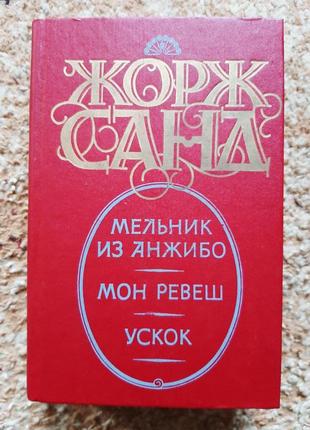 ЖОРЖ
САНД
МЕЛЬНИК
ИЗ АНЖИБО
МОН РЕВЕШ
УСКОК